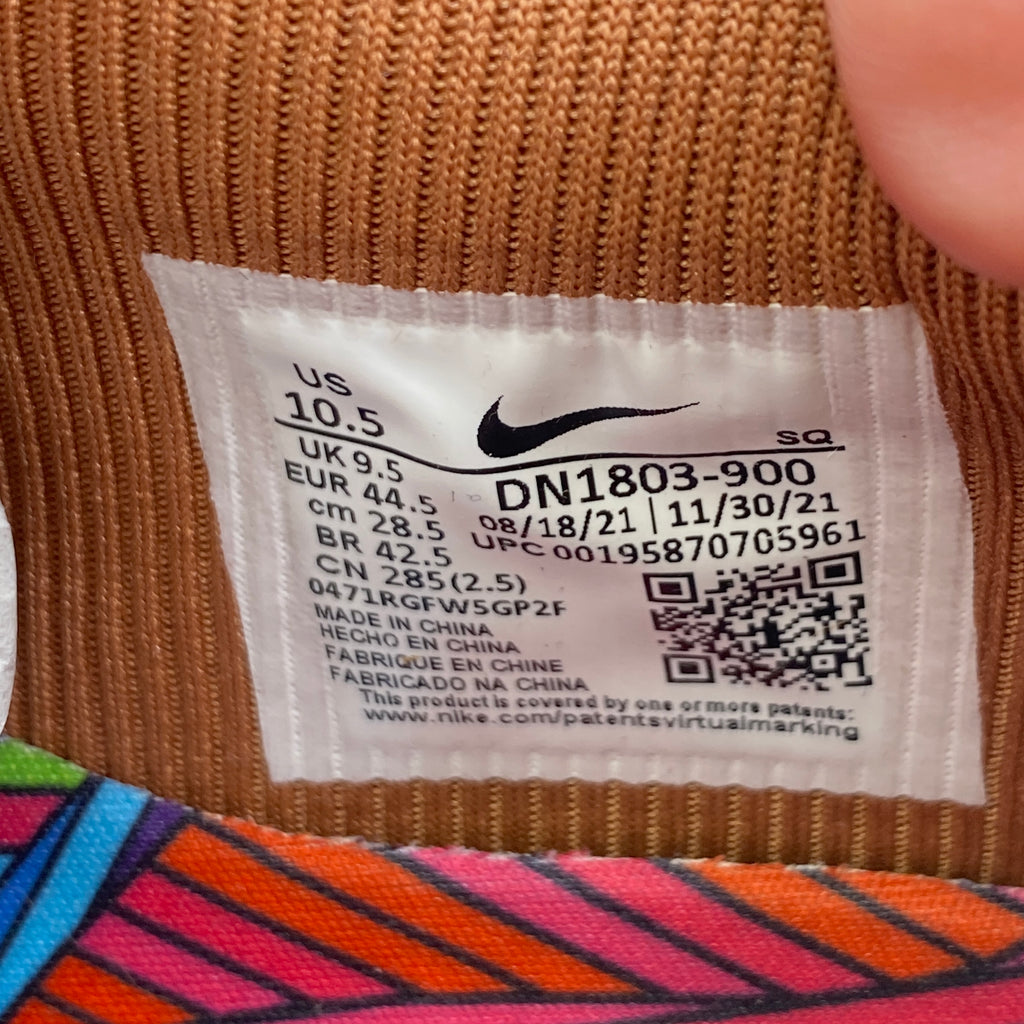 US
10.5
UK 9.5
EUR 44.5
cm 28.5
BR 42.5
CN 285(2.5)
0471RGFW5GP2F
MADE IN CHINA
HECHO EN CHINA
FABRIQUE EN CHINE
FABRICADO NA CHINA
SQ
DN1803-900
08/18/21 | 11/30/21
UPC 00195870705961
This product is covered by one or more patents:
www.nike.com/patentsvirtualmarking